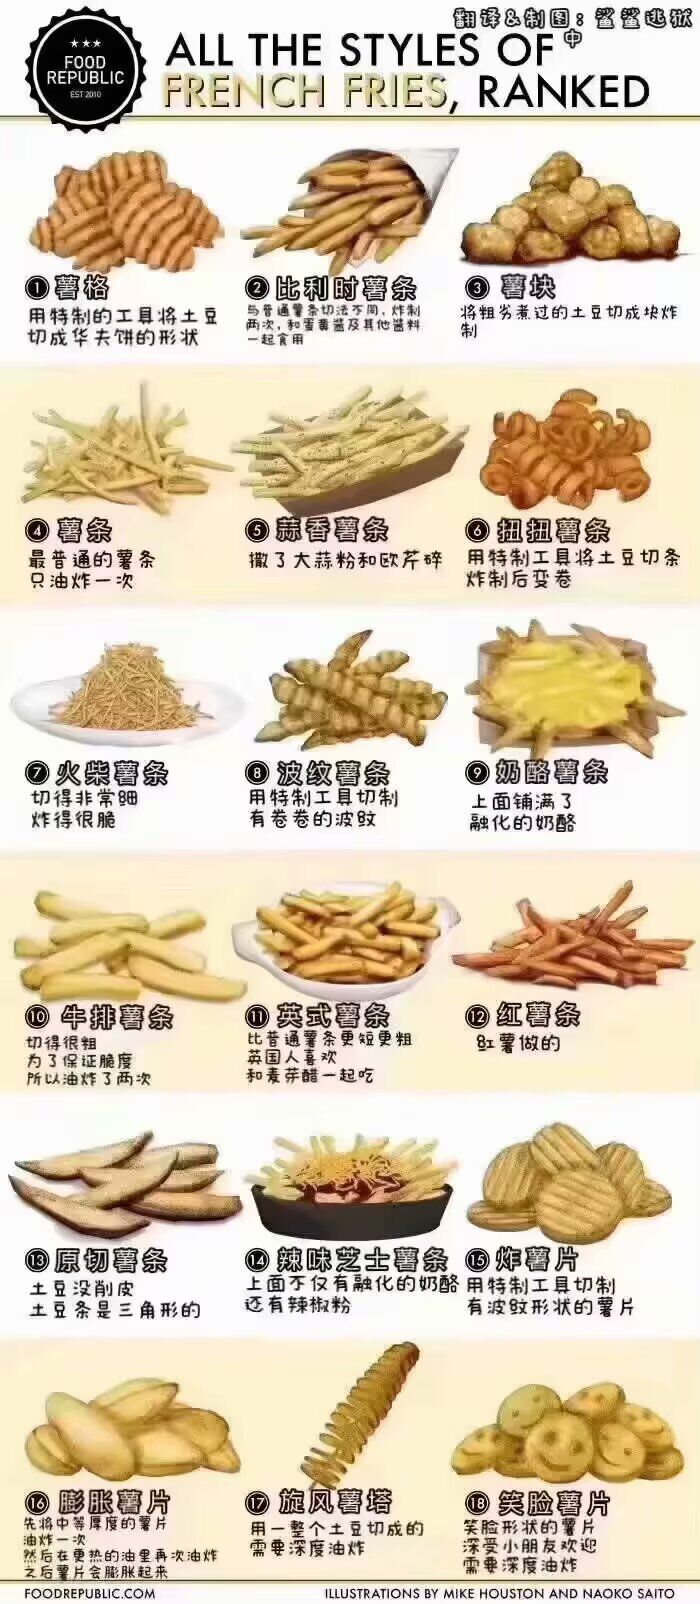 翻译&制图：鲨鲨逃狱中
FOOD
REPUBLIC
EST 2010
ALL THE STYLES OF
FRENCH FRIES, RANKED
1 薯格
用特制的工具将土豆
切成华夫饼的形状
2 比利时薯条
与普通薯条切法不同，炸制
两次，和蛋黄酱及其他酱料
一起食用
3 薯块
将粗劣煮过的土豆切成块炸
制
4 薯条
最普通的薯条
只油炸一次
5 蒜香薯条
撒了大蒜粉和欧芹碎
6 扭扭薯条
用特制工具将土豆切条
炸制后变卷
7 火柴薯条
切得非常细
炸得很脆
8 波纹薯条
用特制工具切制
有卷卷的波纹
9 奶酪薯条
上面铺满了
融化的奶酪
10 牛排薯条
切得很粗
为了保证脆度
所以油炸了两次
11 英式薯条
比普通薯条更短更粗
英国人喜欢
和麦芽醋一起吃
12 红薯条
红薯做的
13 原切薯条
土豆没削皮
土豆条是三角形的
14 辣味芝士薯条
上面不仅有融化的奶酪
还有辣椒粉
15 炸薯片
用特制工具切制
有波纹形状的薯片
16 膨胀薯片
先将中等厚度的薯片
油炸一次
然后在更热的油里再次油炸
之后薯片会膨胀起来
17 旋风薯塔
用一整个土豆切成的
需要深度油炸
18 笑脸薯片
笑脸形状的薯片
深受小朋友欢迎
需要深度油炸
FOODREPUBLIC.COM
ILLUSTRATIONS BY MIKE HOUSTON AND NAOKO SAITO